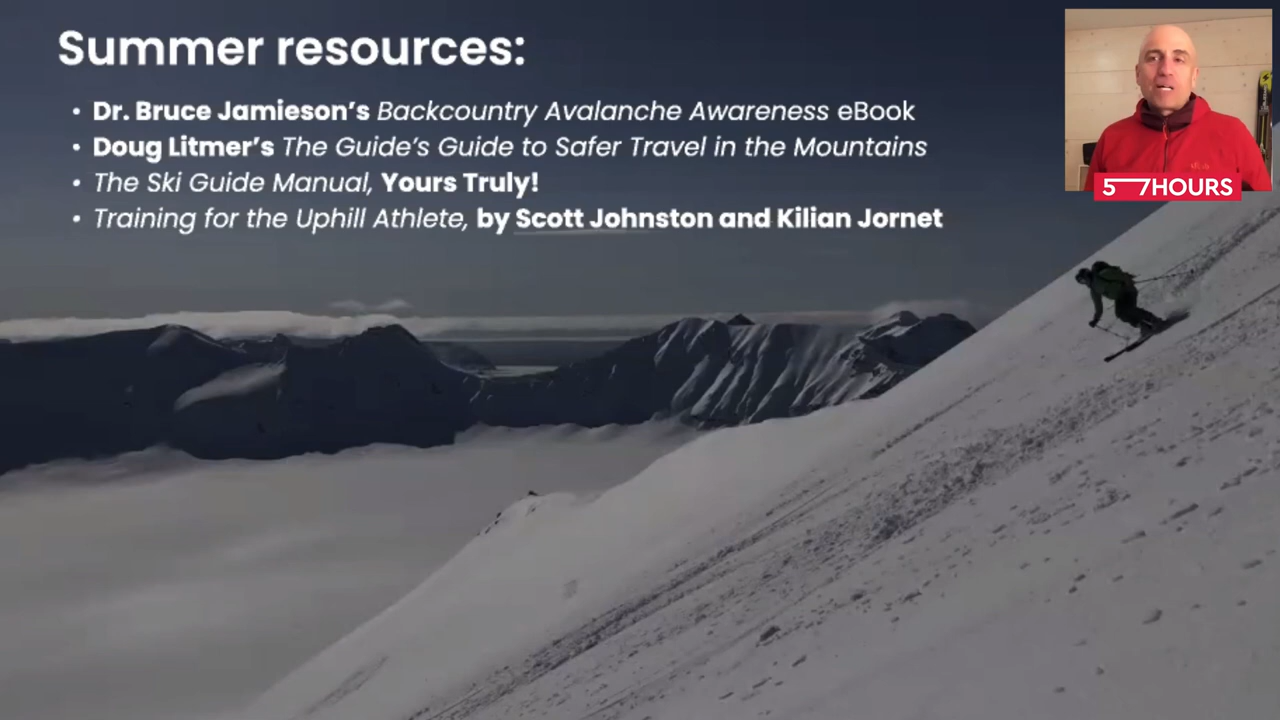 Summer resources:
• Dr. Bruce Jamieson’s Backcountry Avalanche Awareness eBook
• Doug Litmer’s The Guide’s Guide to Safer Travel in the Mountains
• The Ski Guide Manual, Yours Truly!
• Training for the Uphill Athlete, by Scott Johnston and Kilian Jornet
57HOURS